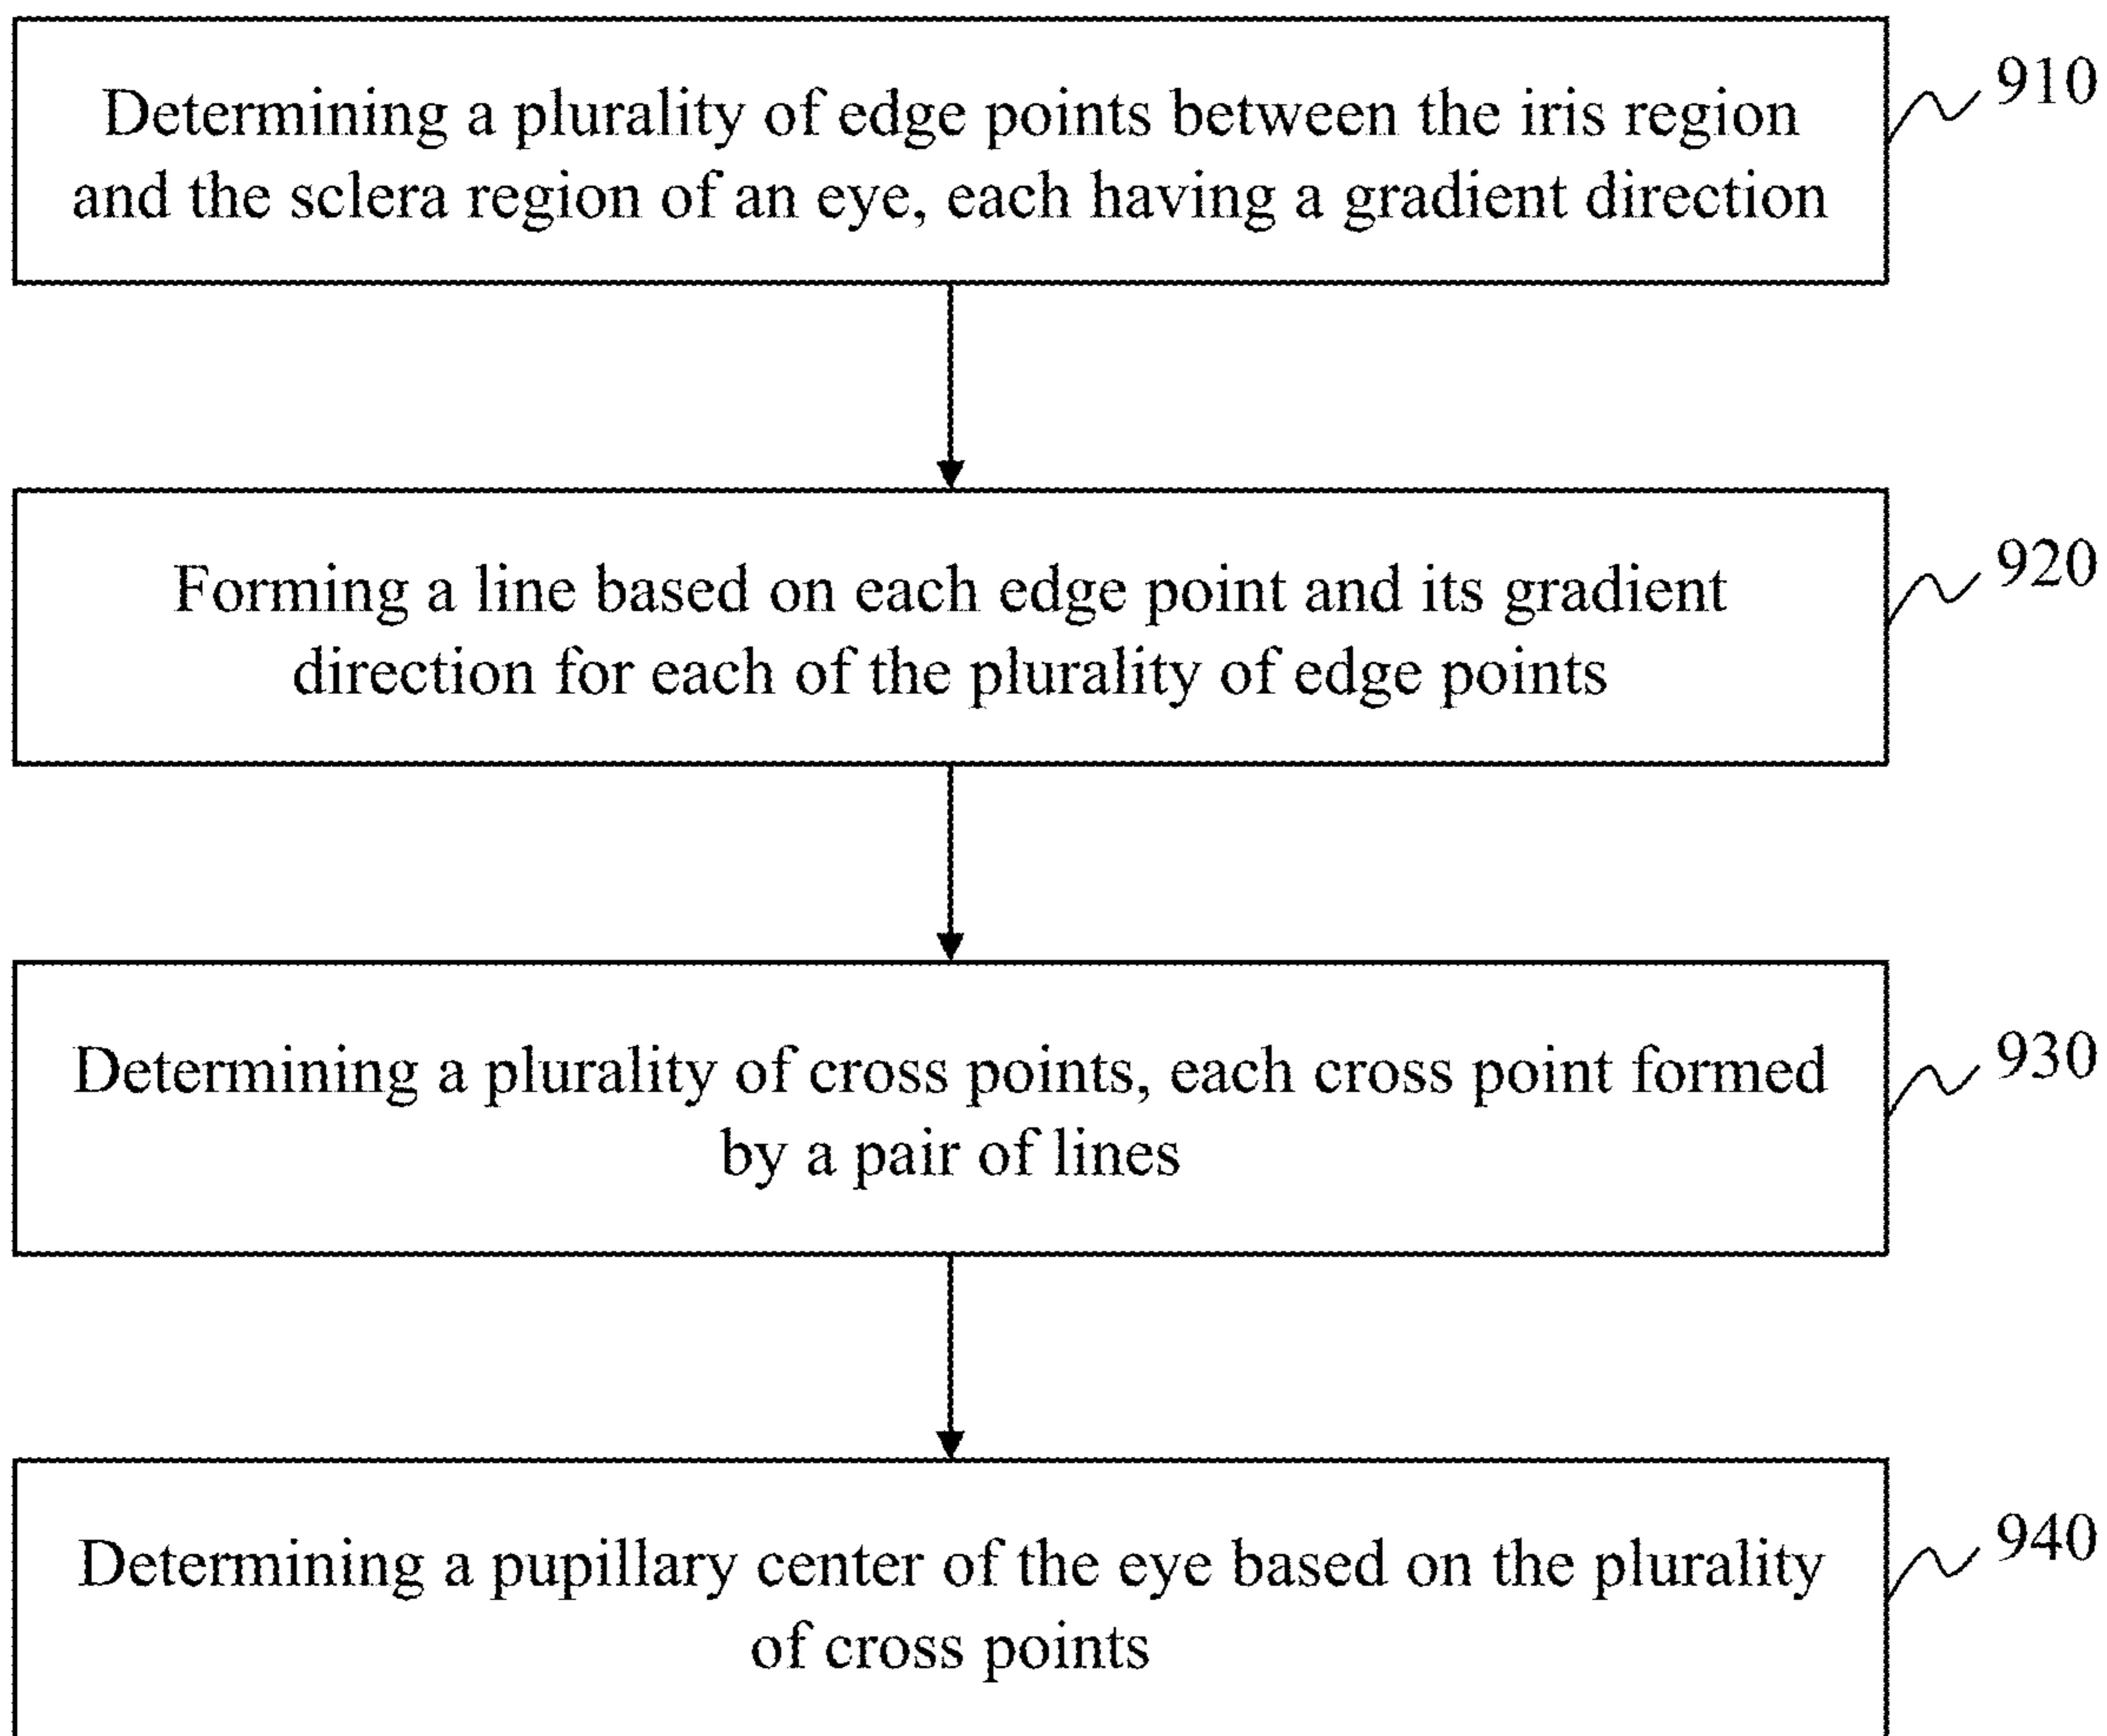 Determining a plurality of edge points between the iris region
and the sclera region of an eye, each having a gradient direction
910
Forming a line based on each edge point and its gradient
direction for each of the plurality of edge points
920
Determining a plurality of cross points, each cross point formed
by a pair of lines
930
Determining a pupillary center of the eye based on the plurality
of cross points
940